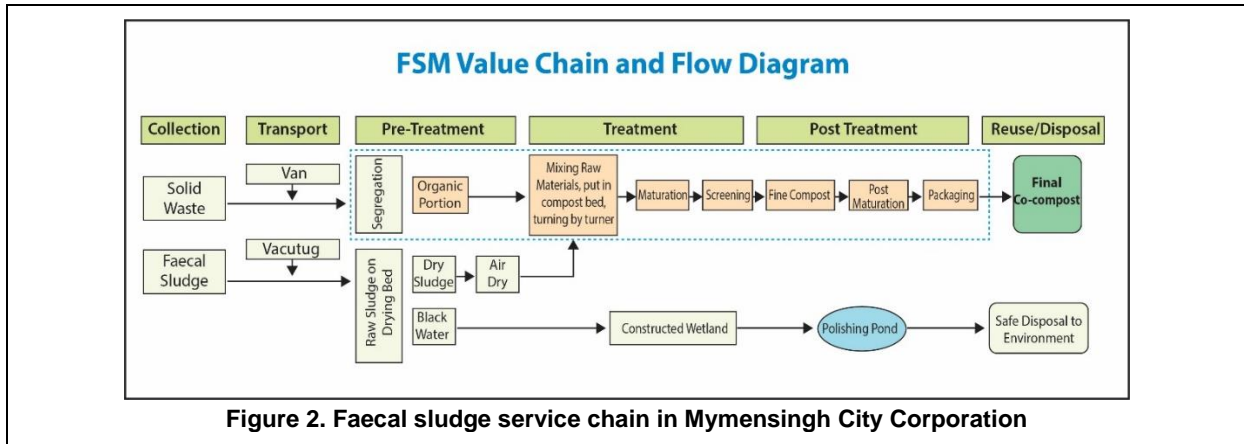 FSM Value Chain and Flow Diagram
Collection
Transport
Pre-Treatment
Treatment
Post Treatment
Reuse/Disposal
Solid
Waste
Van
Segregation
Organic
Portion
Mixing Raw
Materials, put in
compost bed,
turning by turner
Maturation
Screening
Fine Compost
Post
Maturation
Packaging
Final
Co-compost
Faecal
Sludge
Vacutug
Raw Sludge on
Drying Bed
Dry
Sludge
Air
Dry
Black
Water
Constructed Wetland
Polishing Pond
Safe Disposal to
Environment
Figure 2. Faecal sludge service chain in Mymensingh City Corporation